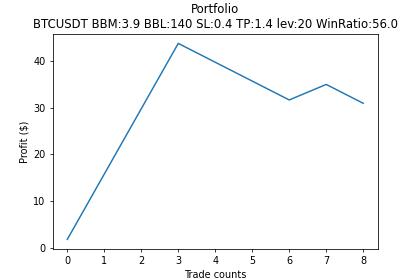 Portfolio
BTCUSDT BBM:3.9 BBL:140 SL:0.4 TP:1.4 lev:20 WinRatio:56.0
Profit ($)
40
30
20
10
0
0 1 2 3 4 5 6 7 8
Trade counts